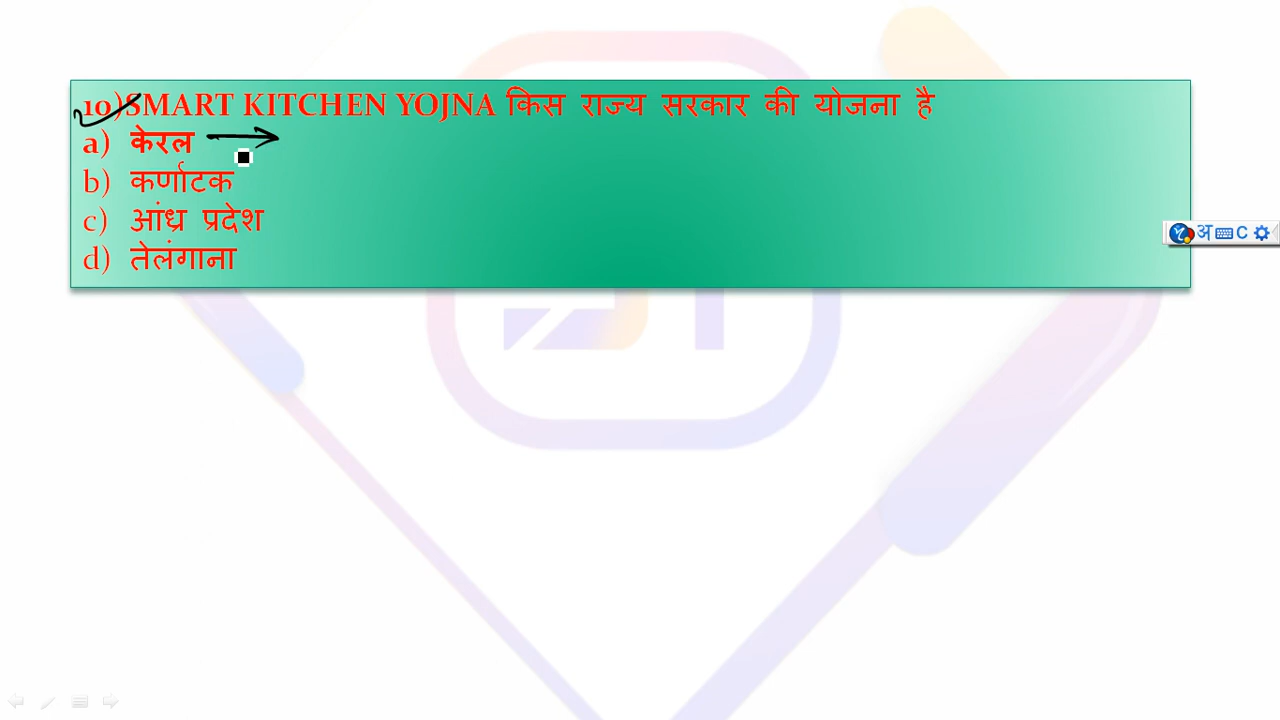 10)SMART KITCHEN YOJNA किस राज्य सरकार की योजना है
a) केरल
b) कर्णाटक
c) आंध्र प्रदेश
d) तेलंगाना
अ C